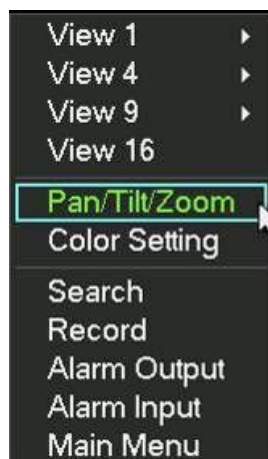 View 1
View 4
View 9
View 16
Pan/Tilt/Zoom
Color Setting
Search
Record
Alarm Output
Alarm Input
Main Menu